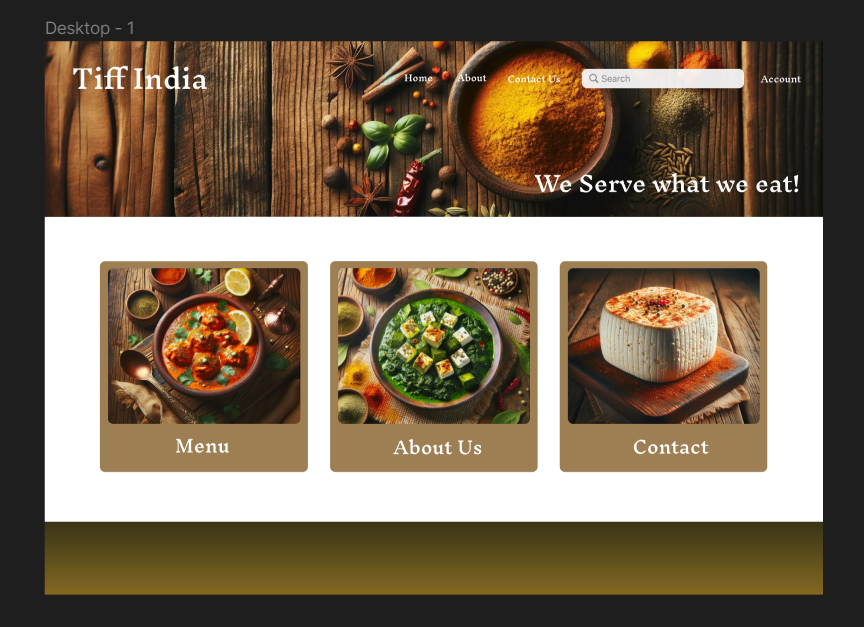 Desktop - 1
Tiff India
Home About Contact Us Search Account
We Serve what we eat!
Menu About Us Contact